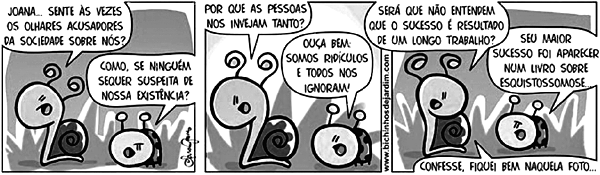 JOANA... SENTE ÀS VEZES
OS OLHARES ACUSADORES
DA SOCIEDADE SOBRE NÓS?
COMO, SE NINGUÉM
SEQUER SUSPEITA DE
NOSSA EXISTÊNCIA?
POR QUE AS PESSOAS
NOS INVEJAM TANTO?
OUÇA BEM:
SOMOS RIDÍCULOS
E TODOS NOS
IGNORAM!
www.bichinhosdejardim.com
SERÁ QUE NÃO ENTENDEM
QUE O SUCESSO É RESULTADO
DE UM LONGO TRABALHO?
SEU MAIOR
SUCESSO FOI APARECER
NUM LIVRO SOBRE
ESQUISTOSSOMOSE...
CONFESSE, FIQUEI BEM NAQUELA FOTO...